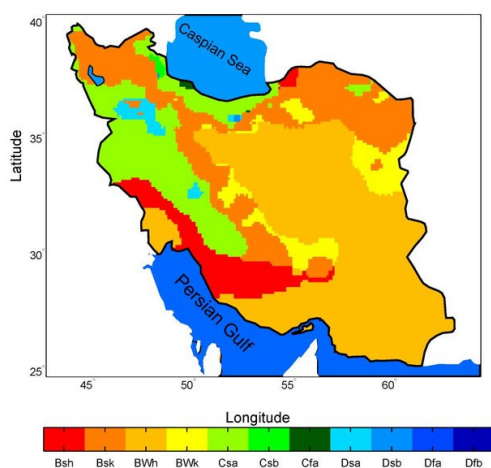 40
Caspian Sea
35
Latitude
30
Persian Gulf
25
45 50 55 60
Longitude
Bsh Bsk BWh BWk Csa Csb Cfa Dsa Dsb Dfa Dfb